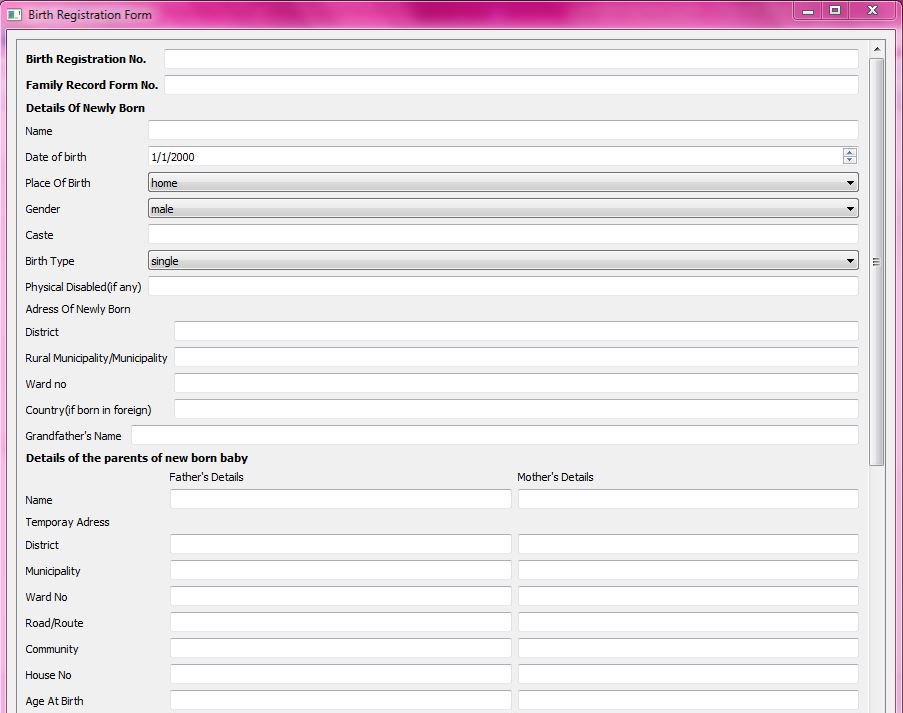 Birth Registration Form
Birth Registration No.
Family Record Form No.
Details Of Newly Born
Name
Date of birth 1/1/2000
Place Of Birth home
Gender male
Caste
Birth Type single
Physical Disabled(if any)
Adress Of Newly Born
District
Rural Municipality/Municipality
Ward no
Country(if born in foreign)
Grandfather's Name
Details of the parents of new born baby
Father's Details Mother's Details
Name
Temporay Adress
District
Municipality
Ward No
Road/Route
Community
House No
Age At Birth